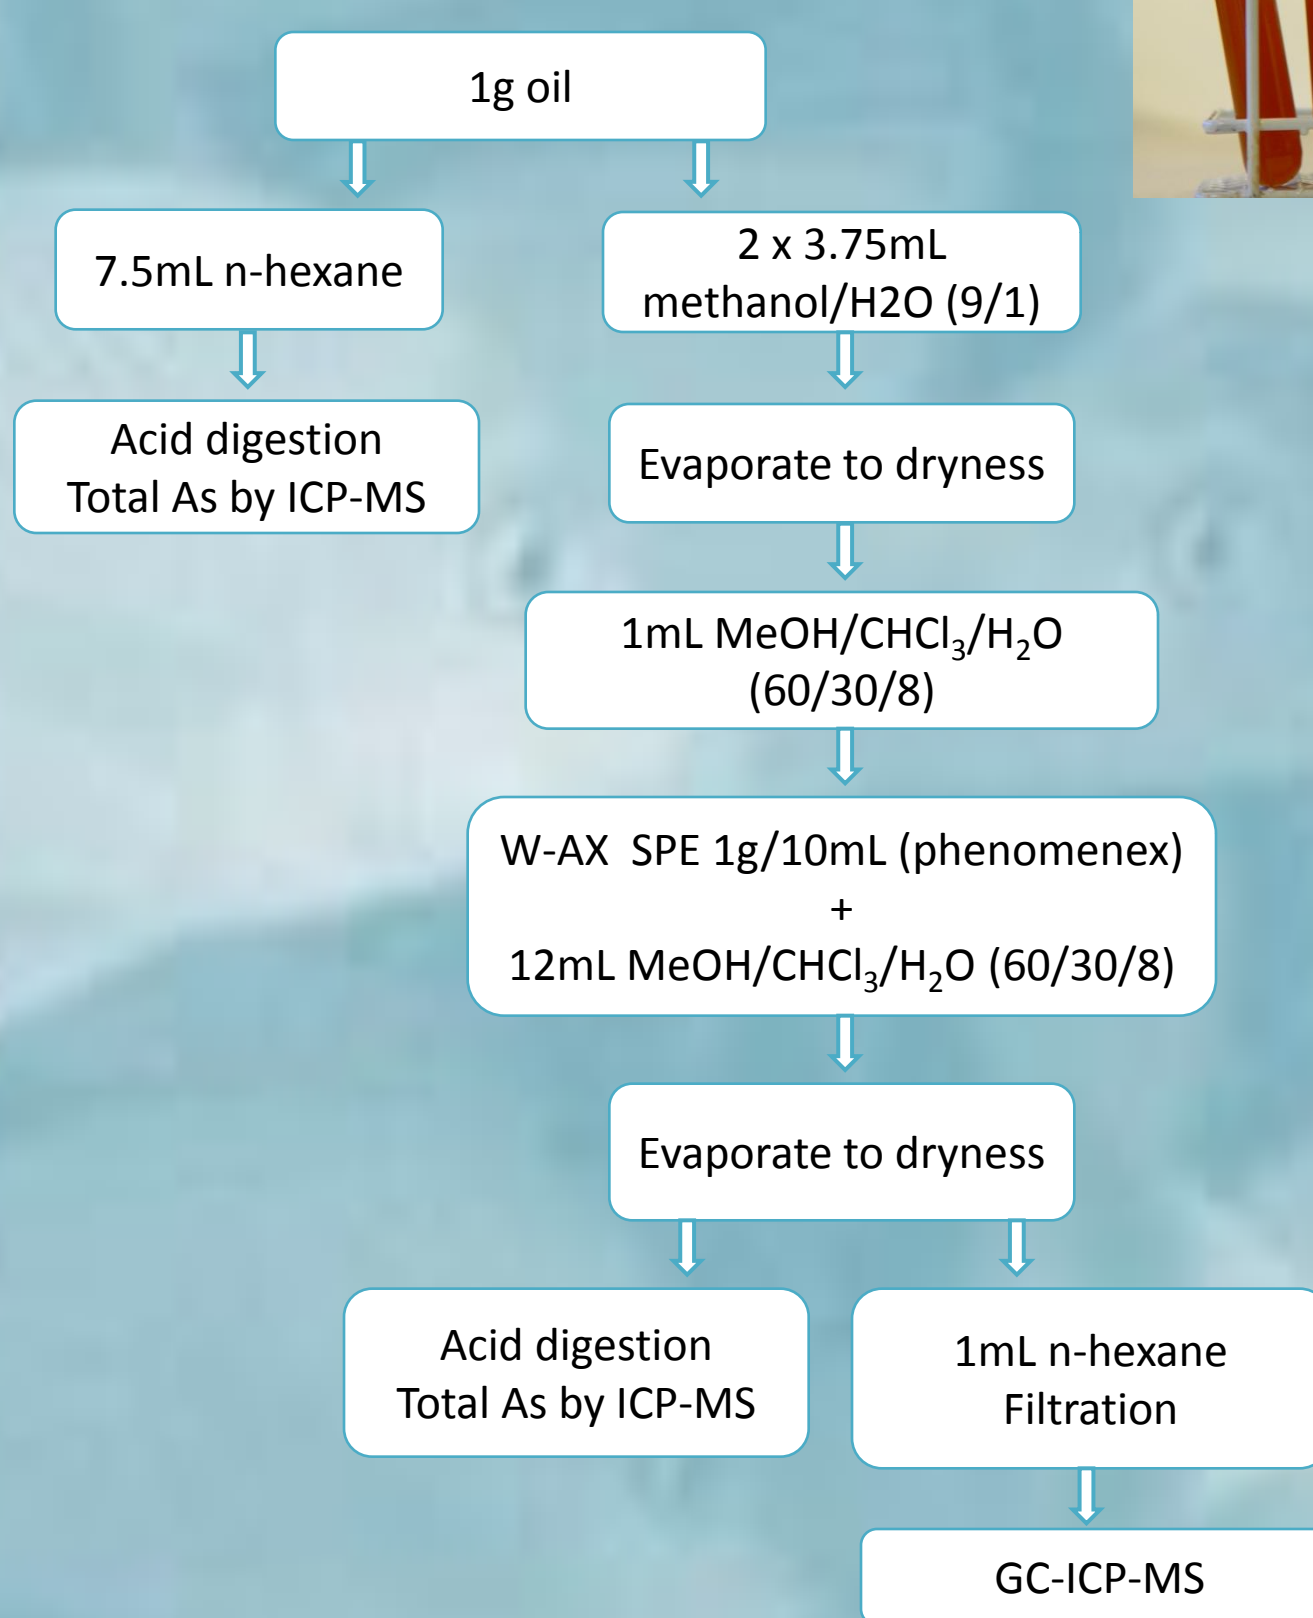 1g oil
7.5mL n-hexane
2 x 3.75mL
methanol/H2O (9/1)
Acid digestion
Total As by ICP-MS
Evaporate to dryness
1mL MeOH/CHCl₃/H₂O
(60/30/8)
W-AX SPE 1g/10mL (phenomenex)
+
12mL MeOH/CHCl₃/H₂O (60/30/8)
Evaporate to dryness
Acid digestion
Total As by ICP-MS
1mL n-hexane
Filtration
GC-ICP-MS